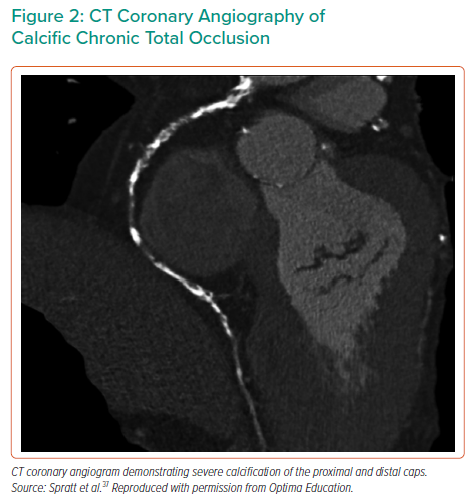 Figure 2: CT Coronary Angiography of
Calcific Chronic Total Occlusion
CT coronary angiogram demonstrating severe calcification of the proximal and distal caps.
Source: Spratt et al.³⁷ Reproduced with permission from Optima Education.